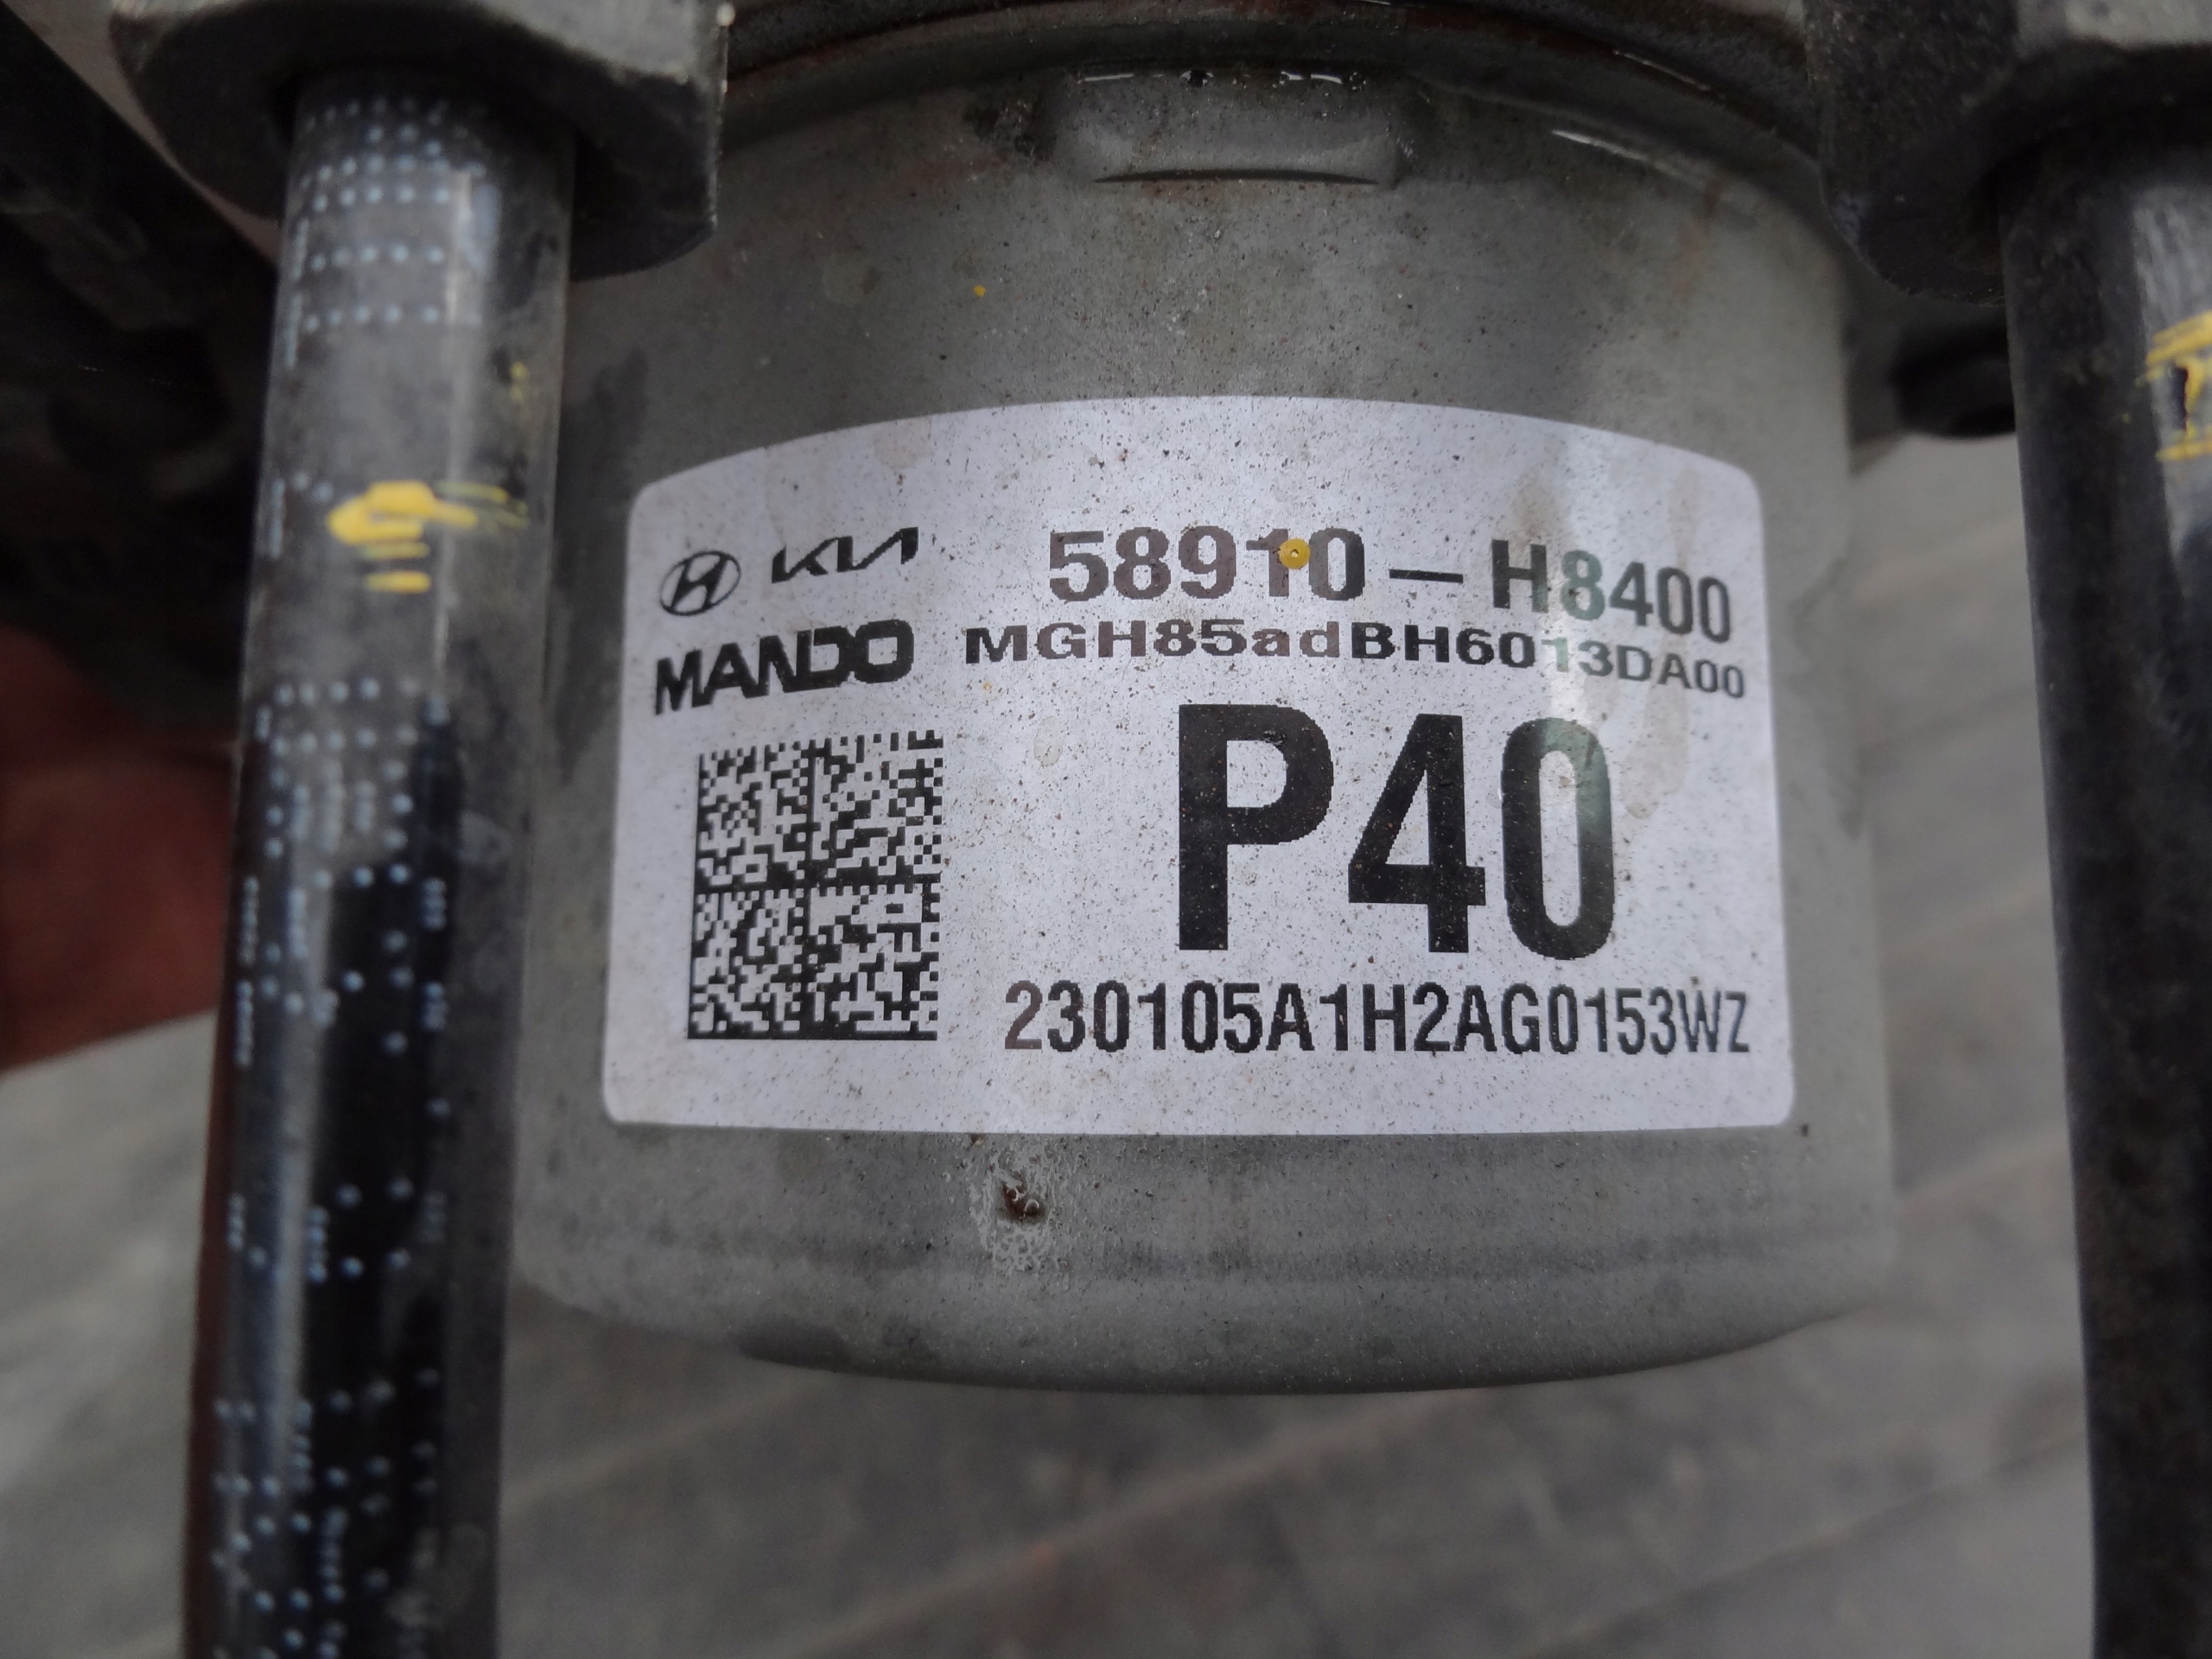 KIA
58910-H8400
MANDO
MGH85adBH6013DA00
P40
230105A1H2AG0153WZ